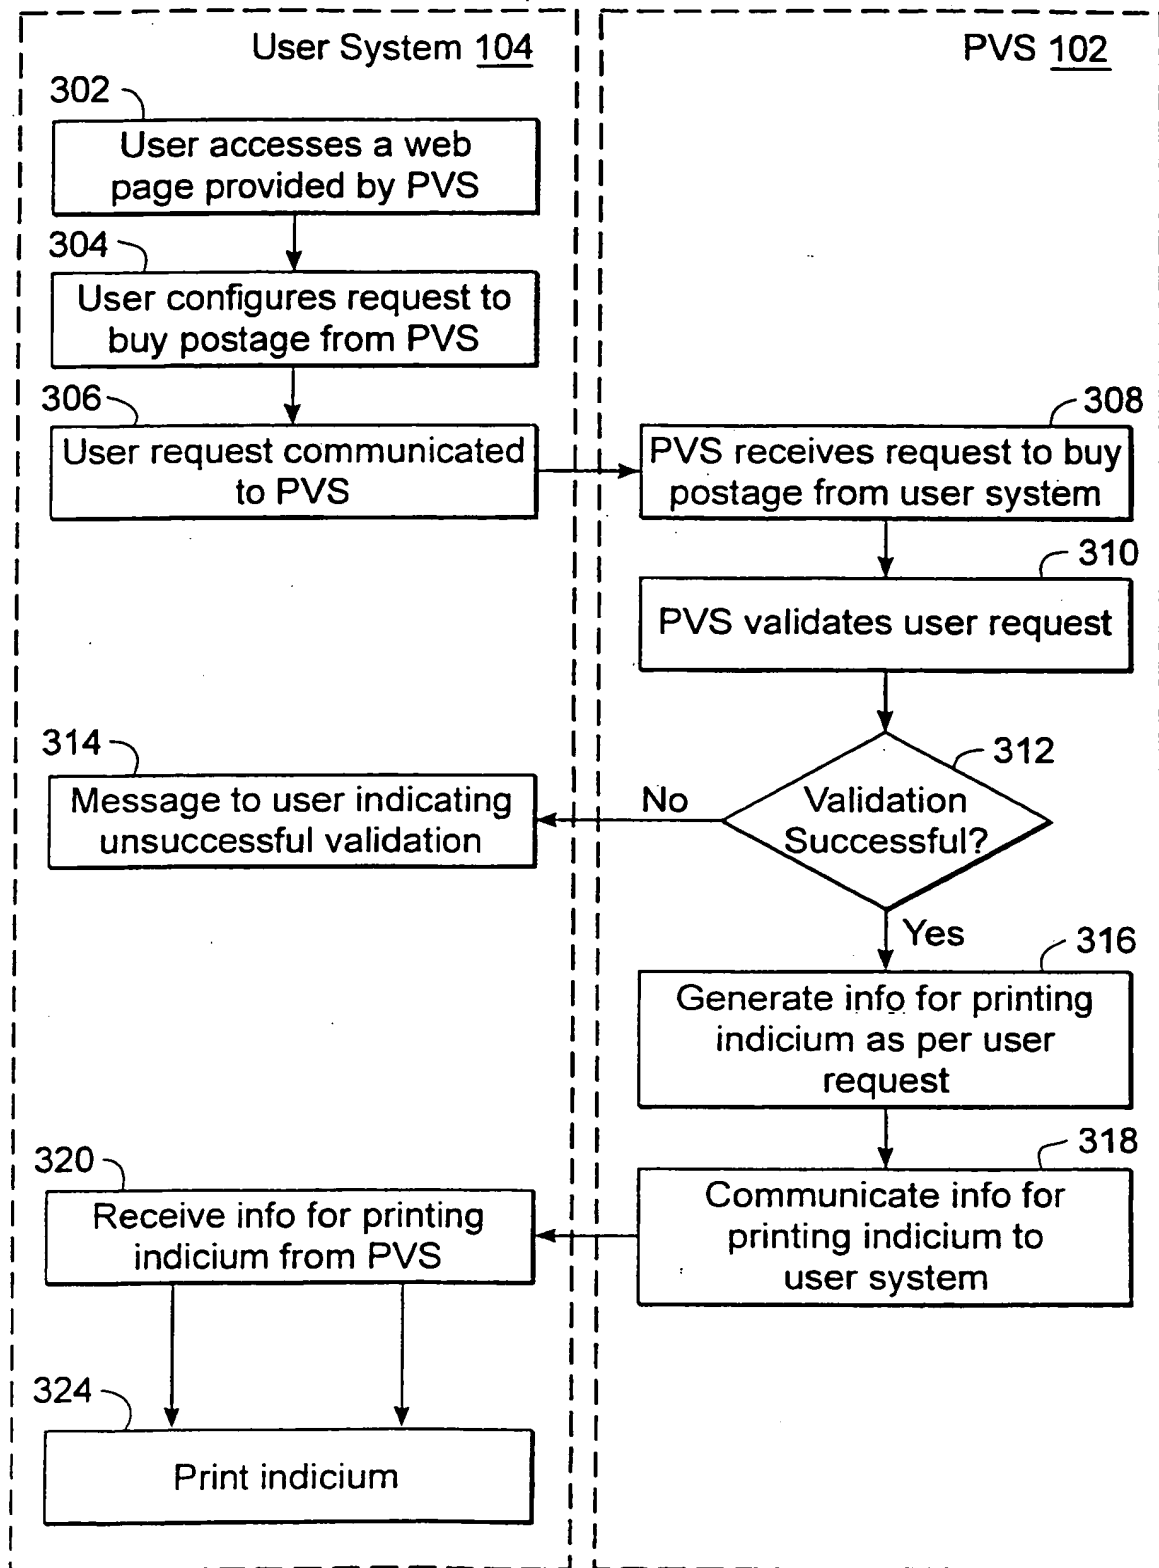 User System 104
PVS 102
302
User accesses a web
page provided by PVS
304
User configures request to
buy postage from PVS
306
User request communicated
to PVS
308
PVS receives request to buy
postage from user system
310
PVS validates user request
312
Validation
Successful?
No
314
Message to user indicating
unsuccessful validation
Yes
316
Generate info for printing
indicium as per user
request
318
Communicate info for
printing indicium to
user system
320
Receive info for printing
indicium from PVS
324
Print indicium